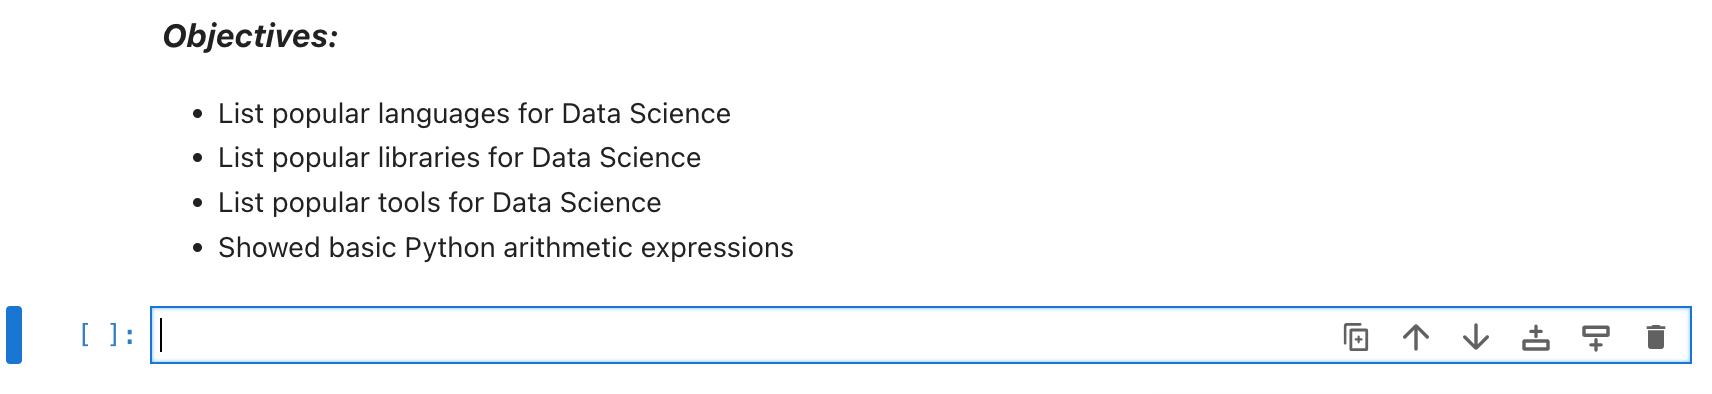 Objectives:
• List popular languages for Data Science
• List popular libraries for Data Science
• List popular tools for Data Science
• Showed basic Python arithmetic expressions
[ ]: